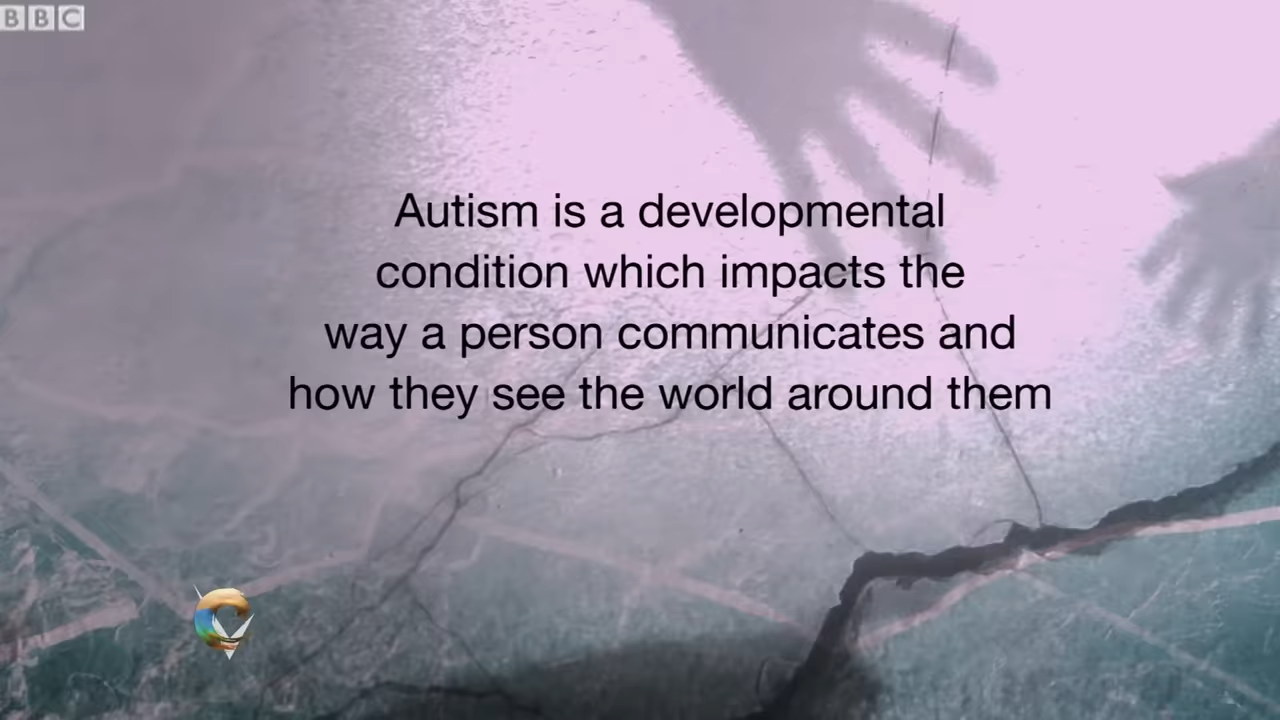 BBC
Autism is a developmental
condition which impacts the
way a person communicates and
how they see the world around them